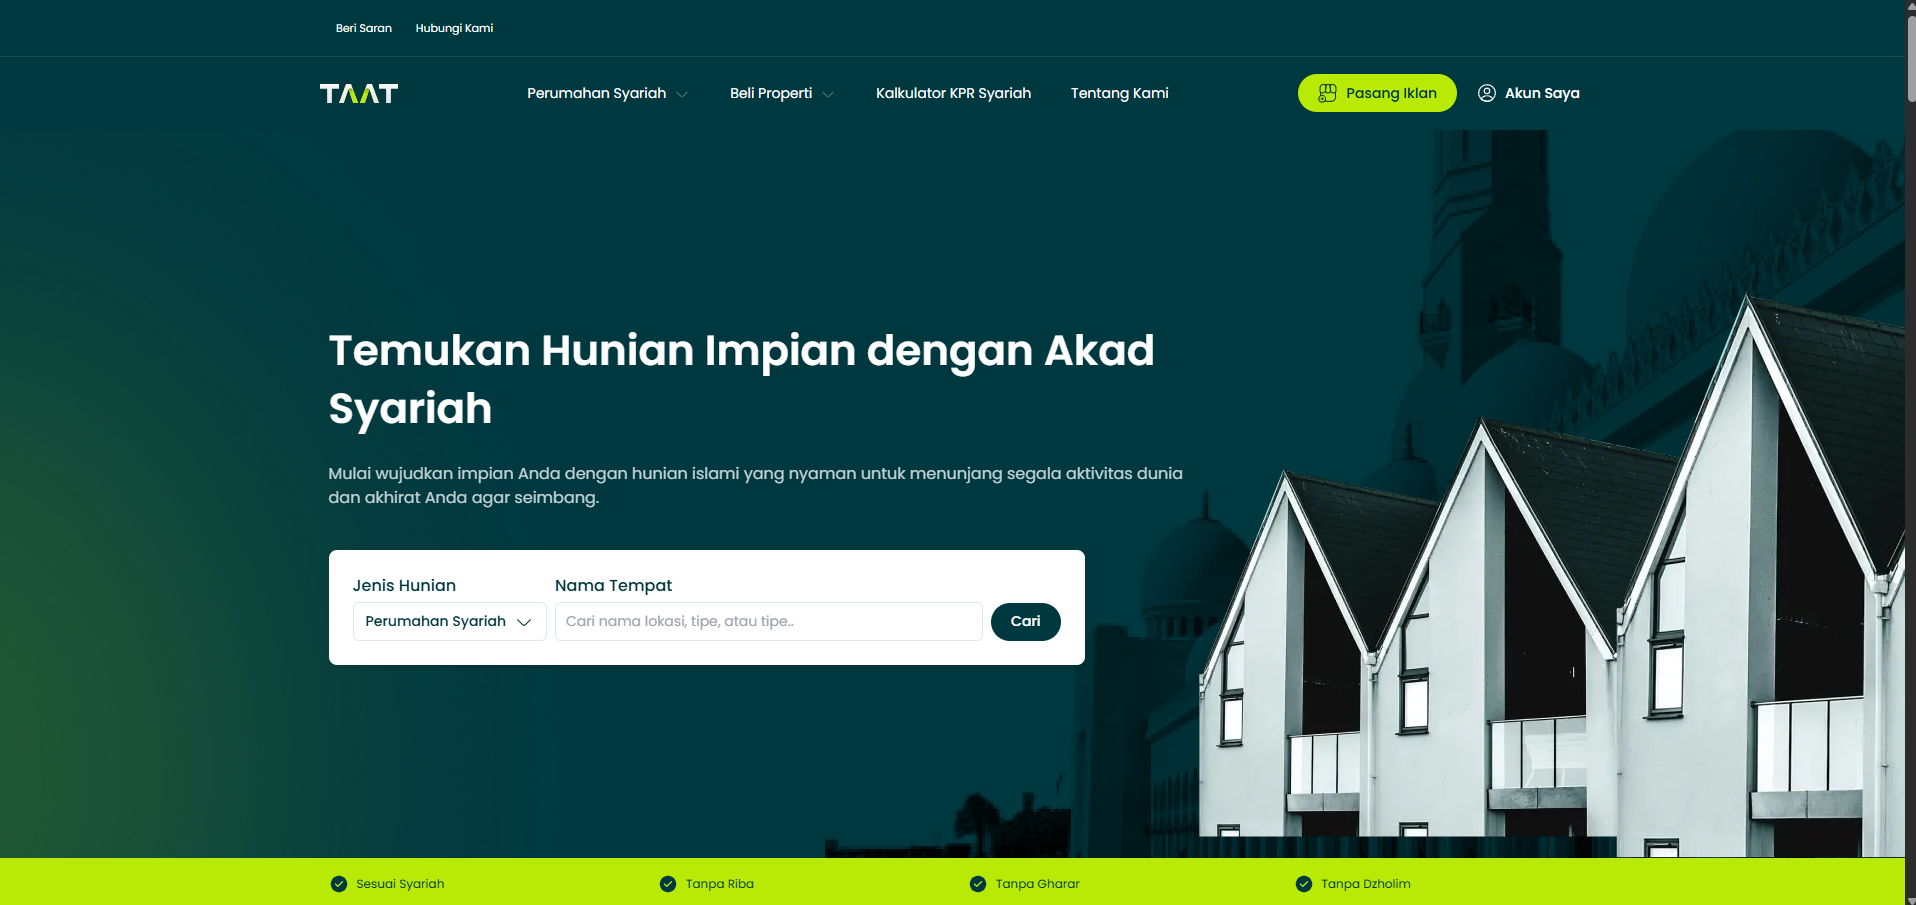 Beri Saran
Hubungi Kami
TAAT
Perumahan Syariah
Beli Properti
Kalkulator KPR Syariah
Tentang Kami
Pasang Iklan
Akun Saya
Temukan Hunian Impian dengan Akad
Syariah
Mulai wujudkan impian Anda dengan hunian islami yang nyaman untuk menunjang segala aktivitas dunia
dan akhirat Anda agar seimbang.
Jenis Hunian
Nama Tempat
Perumahan Syariah
Cari nama lokasi, tipe, atau tipe..
Cari
Sesuai Syariah
Tanpa Riba
Tanpa Gharar
Tanpa Dzholim